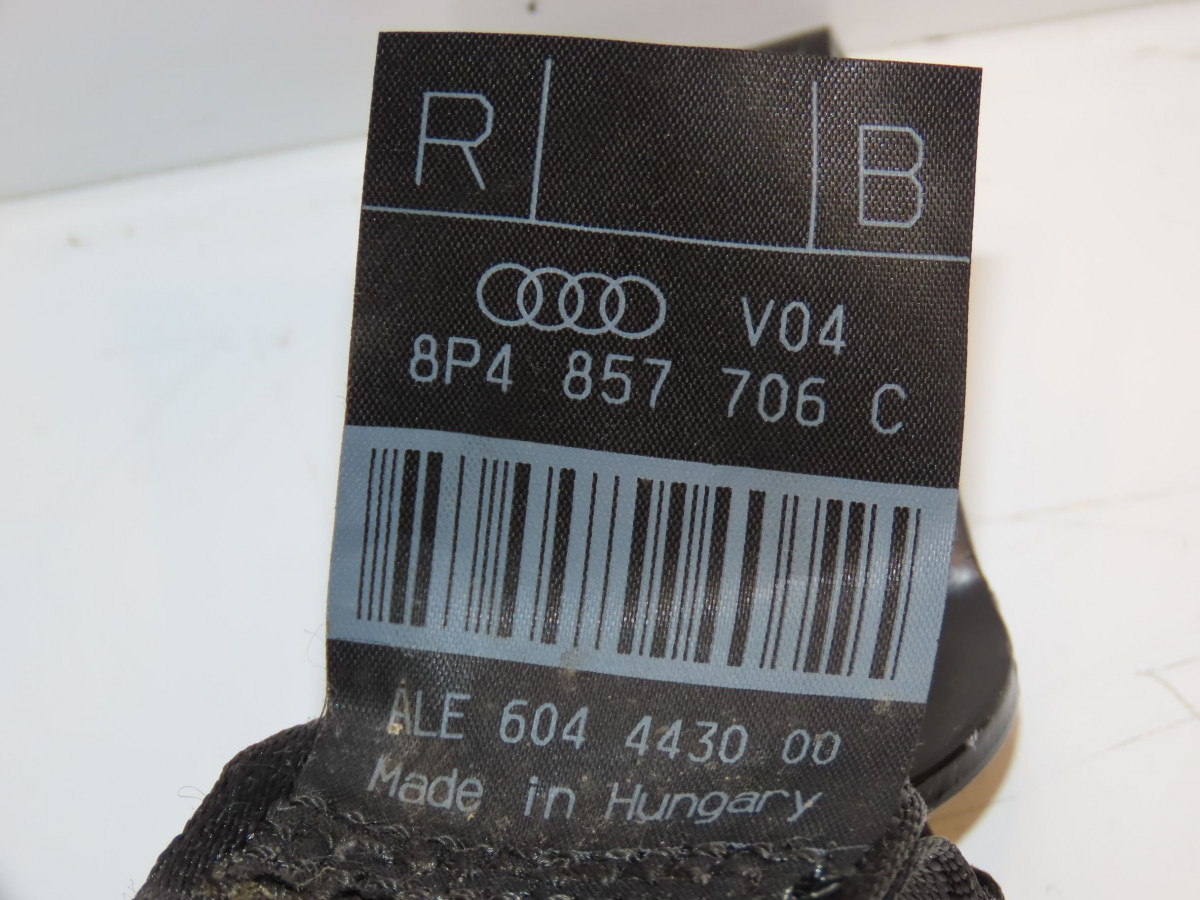 R B
V04
8P4 857 706 C
ALE 604 4430 00
Made in Hungary